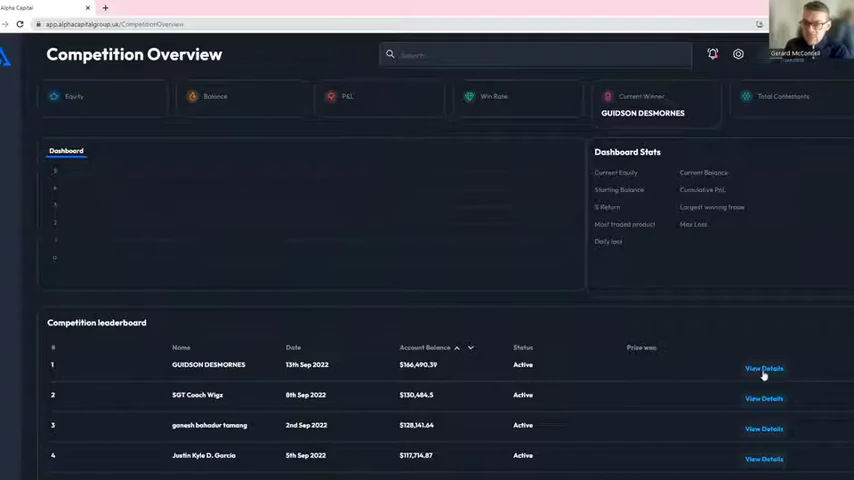 Alpha Capital
app.alphacapitalgroup.uk/CompetitionOverview
Gerard McConnell
Competition Overview
Search...
Equity
Balance
P&L
Win Rate
Current Winner
GUIDSON DESMORNES
Total Contestants
Dashboard
Dashboard Stats
Current Equity Current Balance
Starting Balance Cumulative PnL
% Return Largest winning trade
Most traded product Max Loss
Daily loss
Competition leaderboard
# Name Date Account Balance Status Prize won
1 GUIDSON DESMORNES 13th Sep 2022 $166,490.39 Active View Details
2 SGT Coach Wigz 8th Sep 2022 $130,484.5 Active View Details
3 ganesh bahadur tamang 2nd Sep 2022 $128,141.64 Active View Details
4 Justin Kyle D. Garcia 5th Sep 2022 $117,714.87 Active View Details